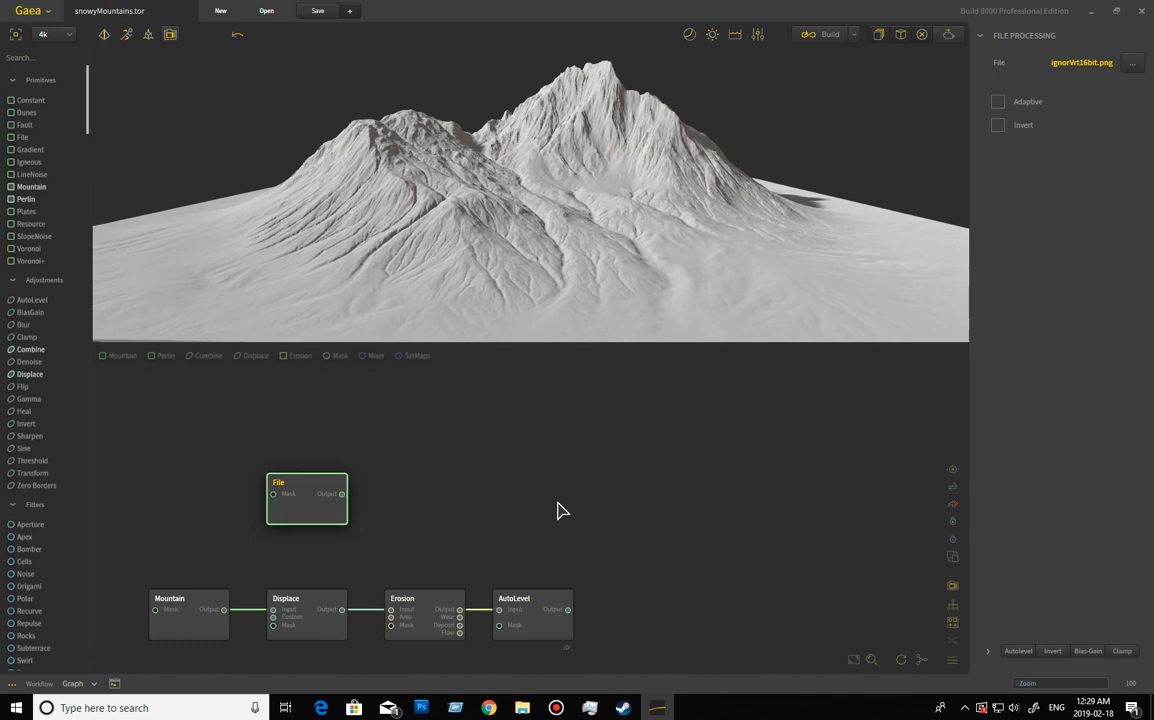 Gaea
snowyMountains.tor
New
Open
Save
+
Build 8000 Professional Edition
4k
Build
FILE PROCESSING
Search...
File
ignorVrt16bit.png
...
Adaptive
Invert
Primitives
Constant
Dunes
Fault
File
Gradient
Igneous
LineNoise
Mountain
Perlin
Plates
Resource
SlopeNoise
Voronoi
Voronoi+
Adjustments
AutoLevel
BiasGain
Blur
Clamp
Combine
Denoise
Displace
Flip
Gamma
Heal
Invert
Sharpen
Sine
Threshold
Transform
Zero Borders
Filters
Aperture
Apex
Bomber
Cells
Noise
Origami
Polar
Recurve
Repulse
Rocks
Subterrace
Swirl
Mountain
Perlin
Combine
Displace
Erosion
Mask
Mixer
SatMaps
File
Mask Output
Mountain
Mask Output
Displace
Input Output
Custom
Mask
Erosion
Input Output
Area Wear
Mask Deposit
Flow
AutoLevel
Input Output
Mask
Autolevel
Invert
Bias-Gain
Clamp
... Workflow Graph
Zoom 100
Type here to search
ENG
12:29 AM
2019-02-18